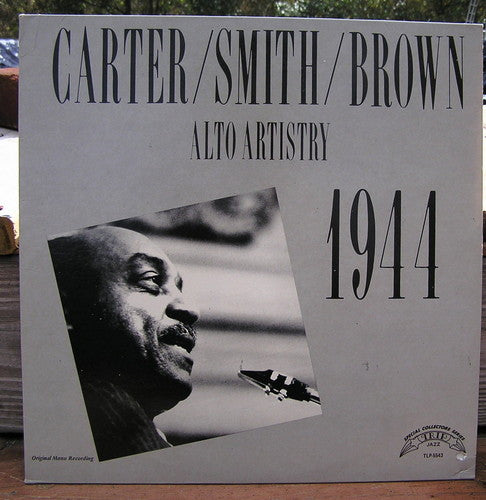 CARTER/SMITH/BROWN
ALTO ARTISTRY
1944
Original Mono Recording
SPECIAL COLLECTORS SERIES
TRIP
JAZZ
TLP-5543